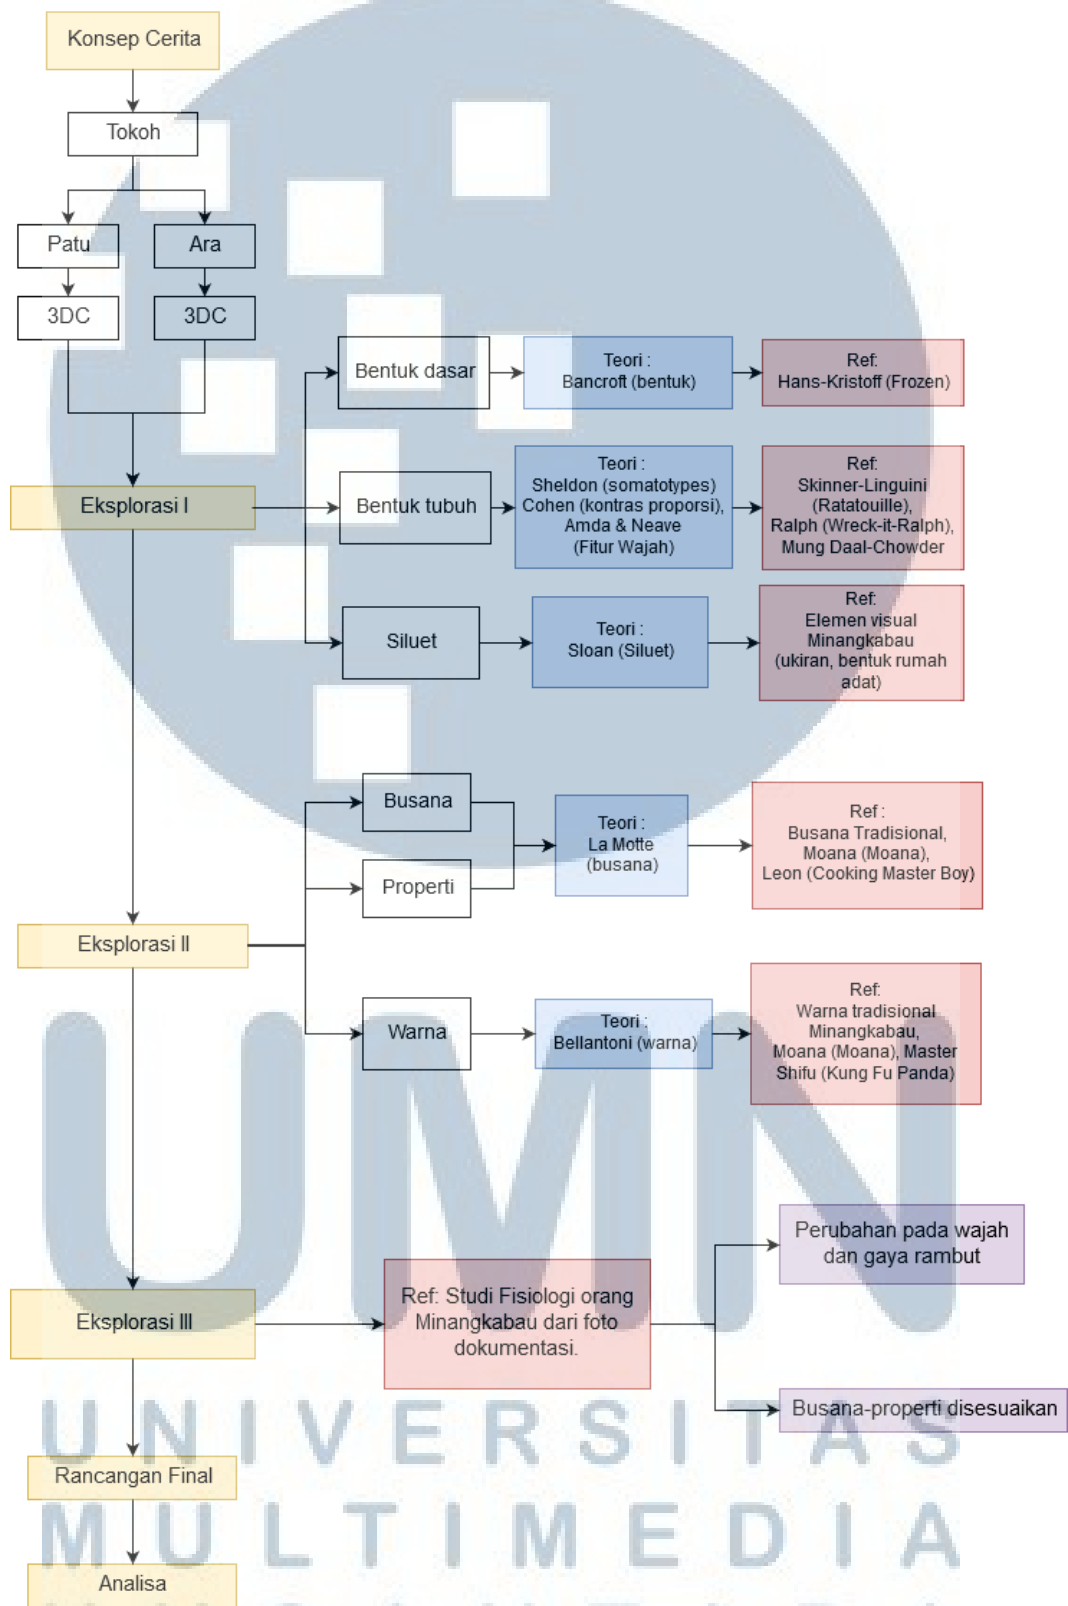 Konsep Cerita
Tokoh
Patu
Ara
3DC
3DC
Bentuk dasar
Teori :
Bancroft (bentuk)
Ref:
Hans-Kristoff (Frozen)
Eksplorasi I
Bentuk tubuh
Teori :
Sheldon (somatotypes)
Cohen (kontras proporsi),
Amda & Neave
(Fitur Wajah)
Ref:
Skinner-Linguini
(Ratatouille),
Ralph (Wreck-it-Ralph),
Mung Daal-Chowder
Siluet
Teori :
Sloan (Siluet)
Ref:
Elemen visual
Minangkabau
(ukiran, bentuk rumah
adat)
Busana
Properti
Teori :
La Motte
(busana)
Ref :
Busana Tradisional,
Moana (Moana),
Leon (Cooking Master Boy)
Eksplorasi II
Warna
Teori :
Bellantoni (warna)
Ref:
Warna tradisional
Minangkabau,
Moana (Moana), Master
Shifu (Kung Fu Panda)
Perubahan pada wajah
dan gaya rambut
Eksplorasi III
Ref: Studi Fisiologi orang
Minangkabau dari foto
dokumentasi.
Busana-properti disesuaikan
Rancangan Final
Analisa
UMN
UNIVERSITAS
MULTIMEDIA